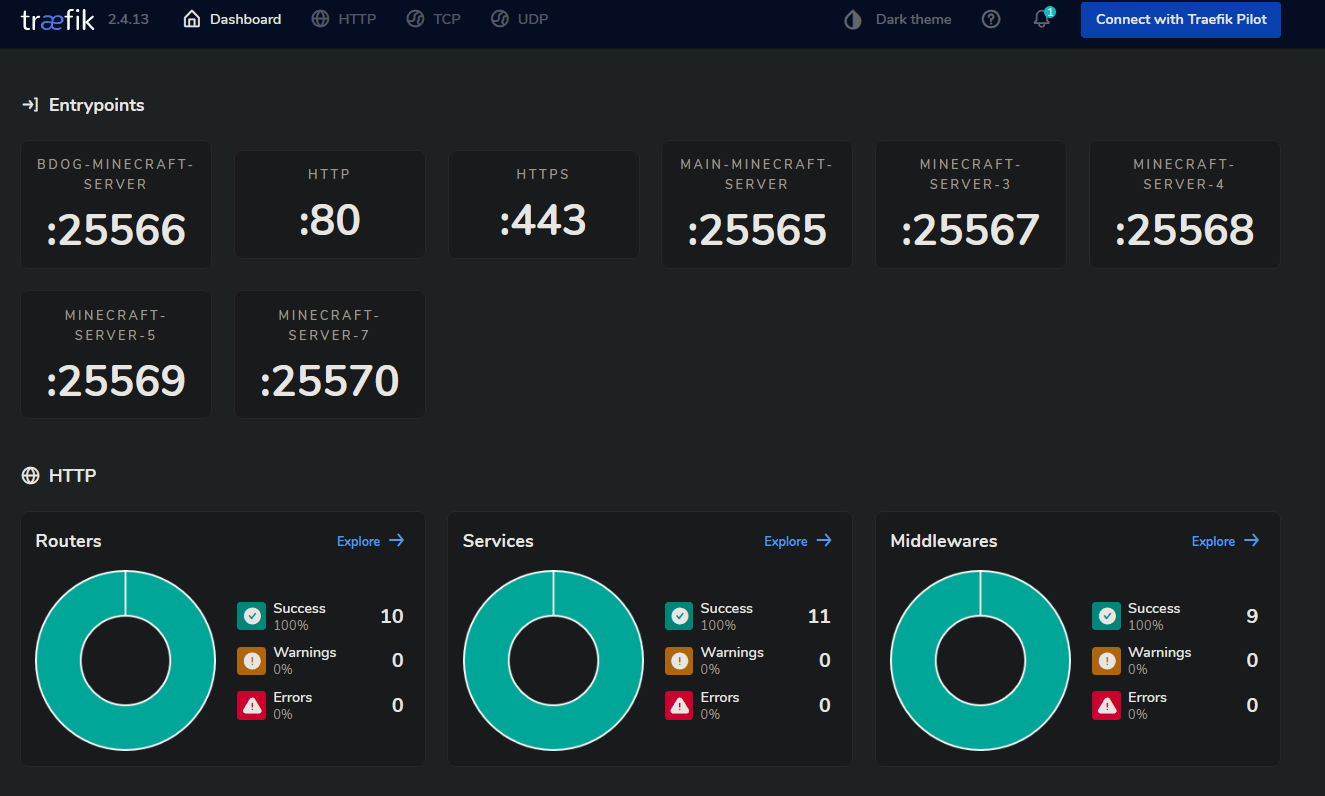 træfik 2.4.13 Dashboard HTTP TCP UDP Dark theme 1 Connect with Traefik Pilot
Entrypoints
BDOG-MINECRAFT-
SERVER
:25566
HTTP
:80
HTTPS
:443
MAIN-MINECRAFT-
SERVER
:25565
MINECRAFT-
SERVER-3
:25567
MINECRAFT-
SERVER-4
:25568
MINECRAFT-
SERVER-5
:25569
MINECRAFT-
SERVER-7
:25570
HTTP
Routers Explore
Success 10
100%
Warnings 0
0%
Errors 0
0%
Services Explore
Success 11
100%
Warnings 0
0%
Errors 0
0%
Middlewares Explore
Success 9
100%
Warnings 0
0%
Errors 0
0%